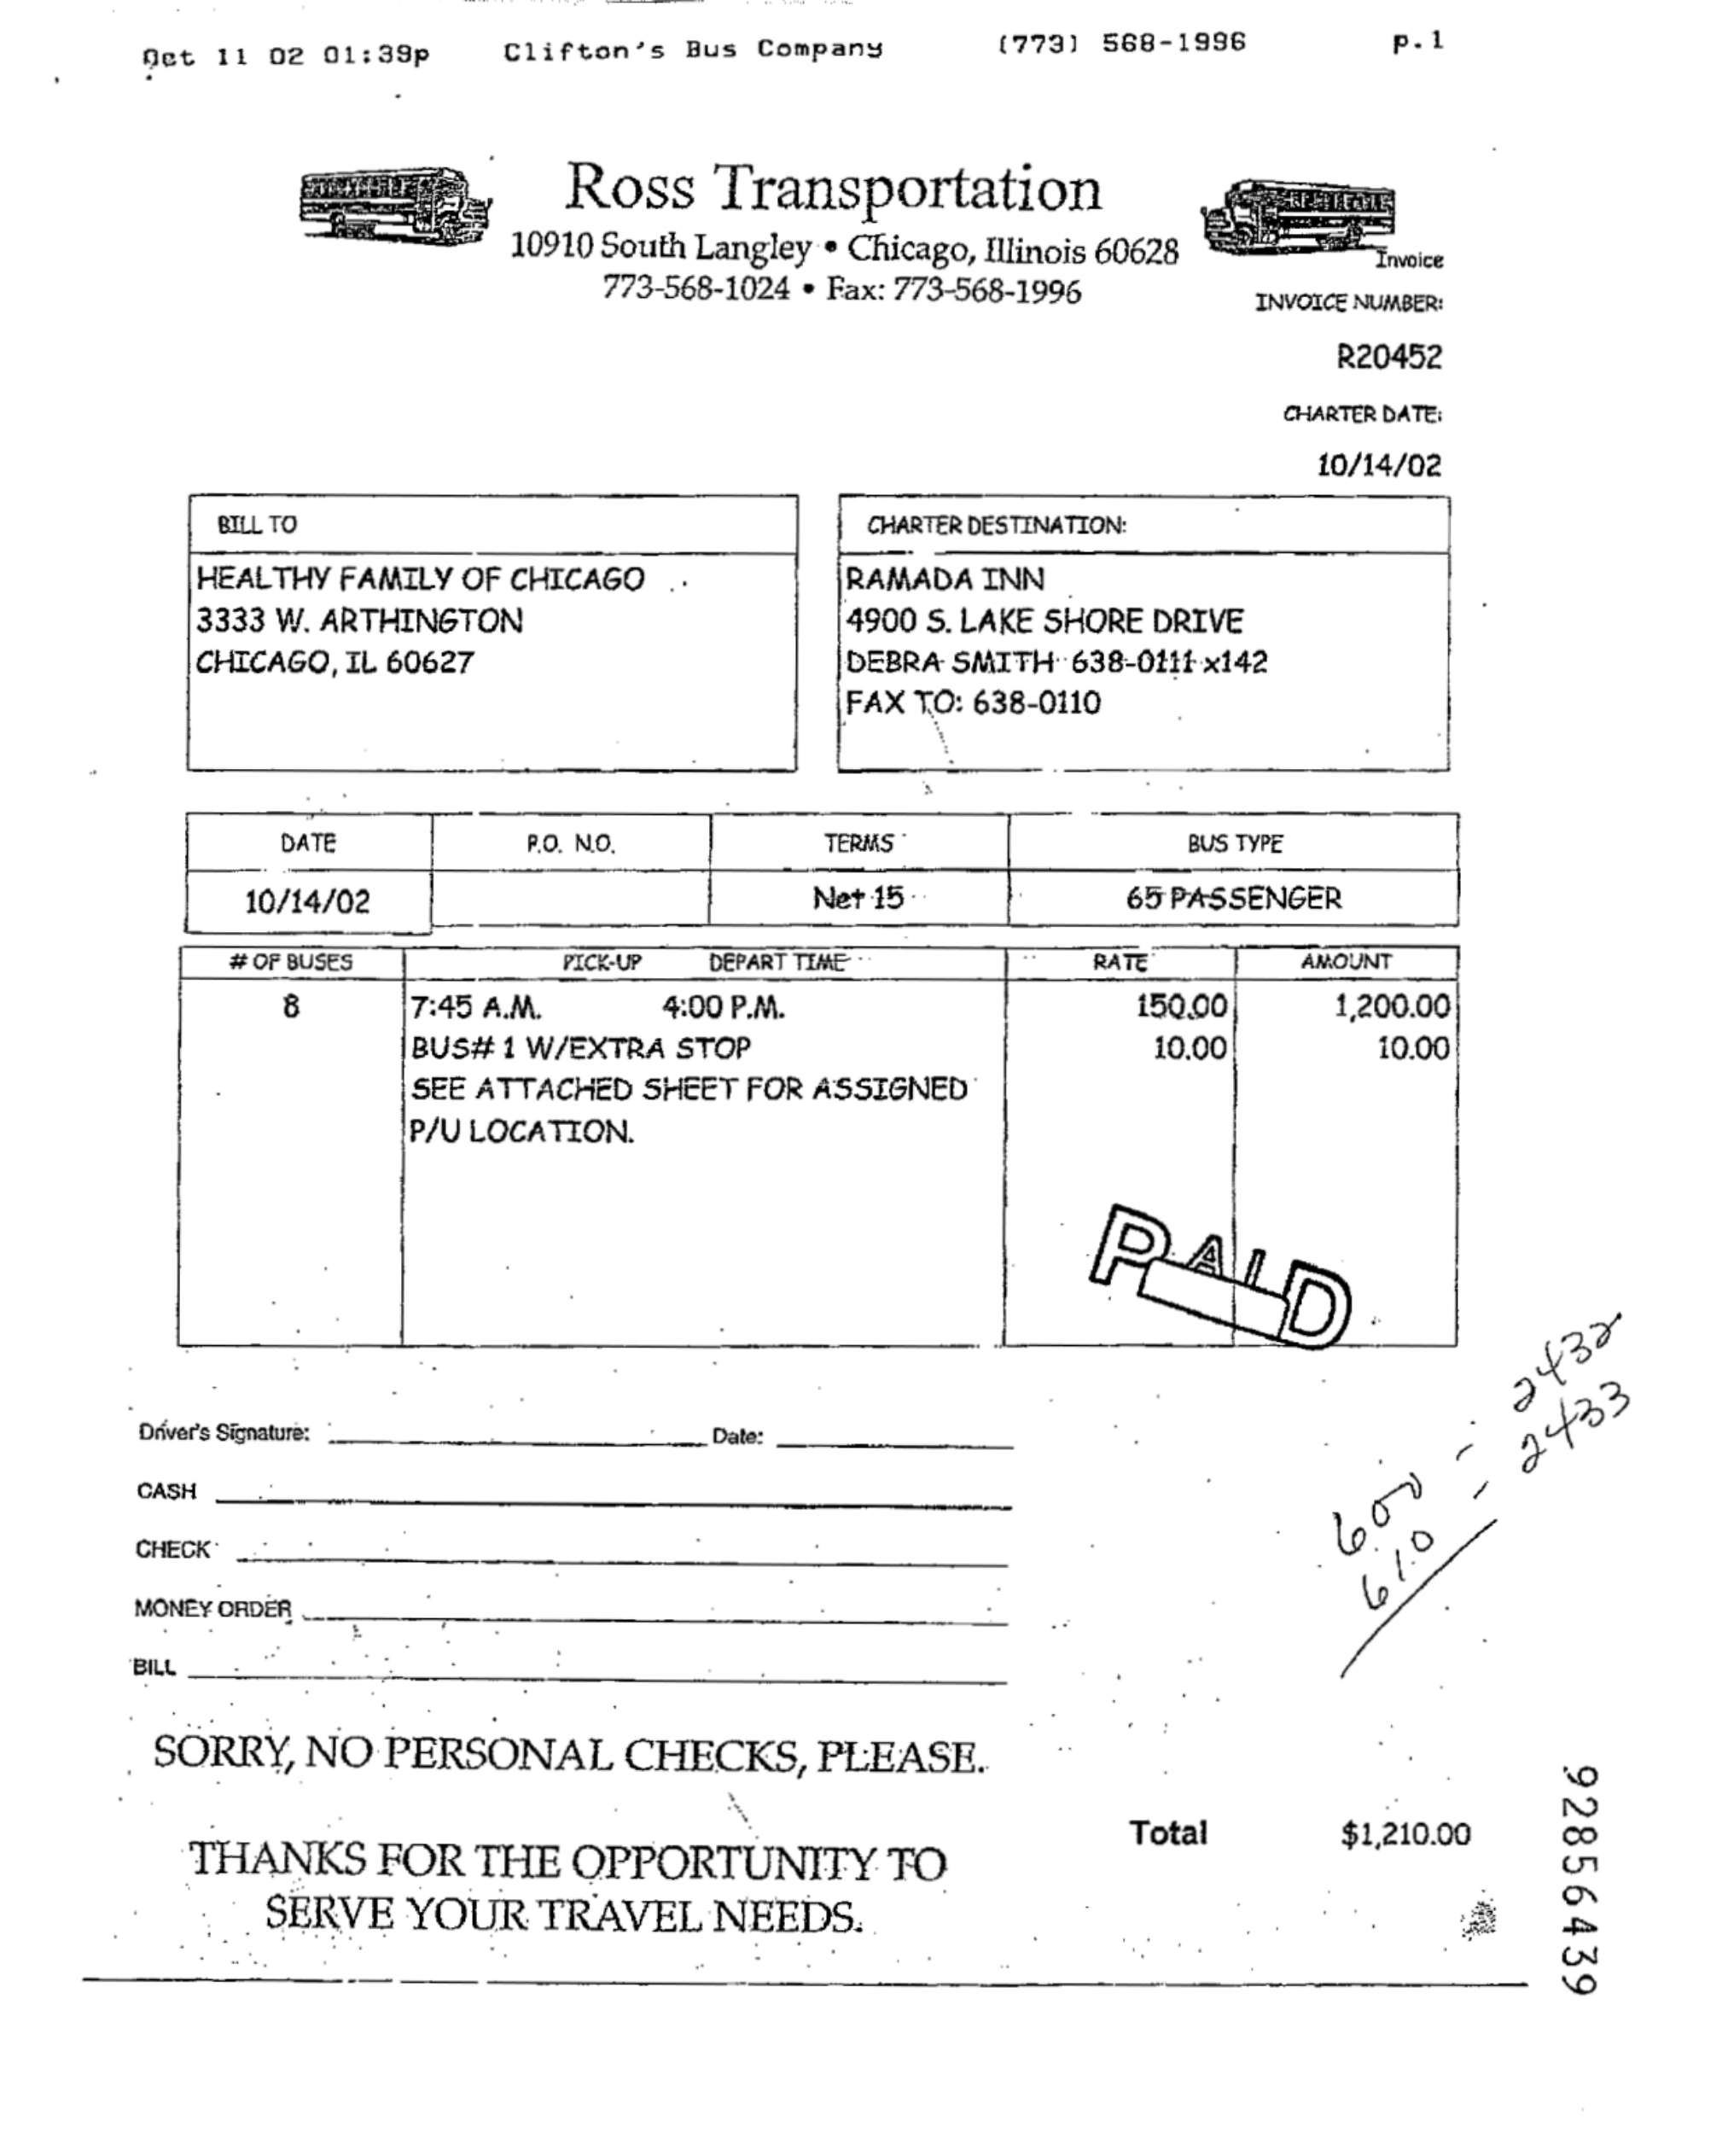 Oct 11 02 01:39p Clifton's Bus Company (773) 568-1996 p.1
Ross Transportation
10910 South Langley • Chicago, Illinois 60628
773-568-1024 • Fax: 773-568-1996
Invoice
INVOICE NUMBER:
R20452
CHARTER DATE:
10/14/02
BILL TO
HEALTHY FAMILY OF CHICAGO
3333 W. ARTHINGTON
CHICAGO, IL 60627
CHARTER DESTINATION:
RAMADA INN
4900 S. LAKE SHORE DRIVE
DEBRA SMITH 638-0111 x142
FAX TO: 638-0110
DATE P.O. NO. TERMS BUS TYPE
10/14/02 Net 15 65 PASSENGER
# OF BUSES PICK-UP DEPART TIME RATE AMOUNT
8 7:45 A.M. 4:00 P.M. 150.00 1,200.00
BUS# 1 W/EXTRA STOP 10.00 10.00
SEE ATTACHED SHEET FOR ASSIGNED
P/U LOCATION.
PAID
600 - 2432
610 - 2433
Driver's Signature: Date:
CASH
CHECK
MONEY ORDER
BILL
SORRY, NO PERSONAL CHECKS, PLEASE.
Total $1,210.00
THANKS FOR THE OPPORTUNITY TO
SERVE YOUR TRAVEL NEEDS.
92856439